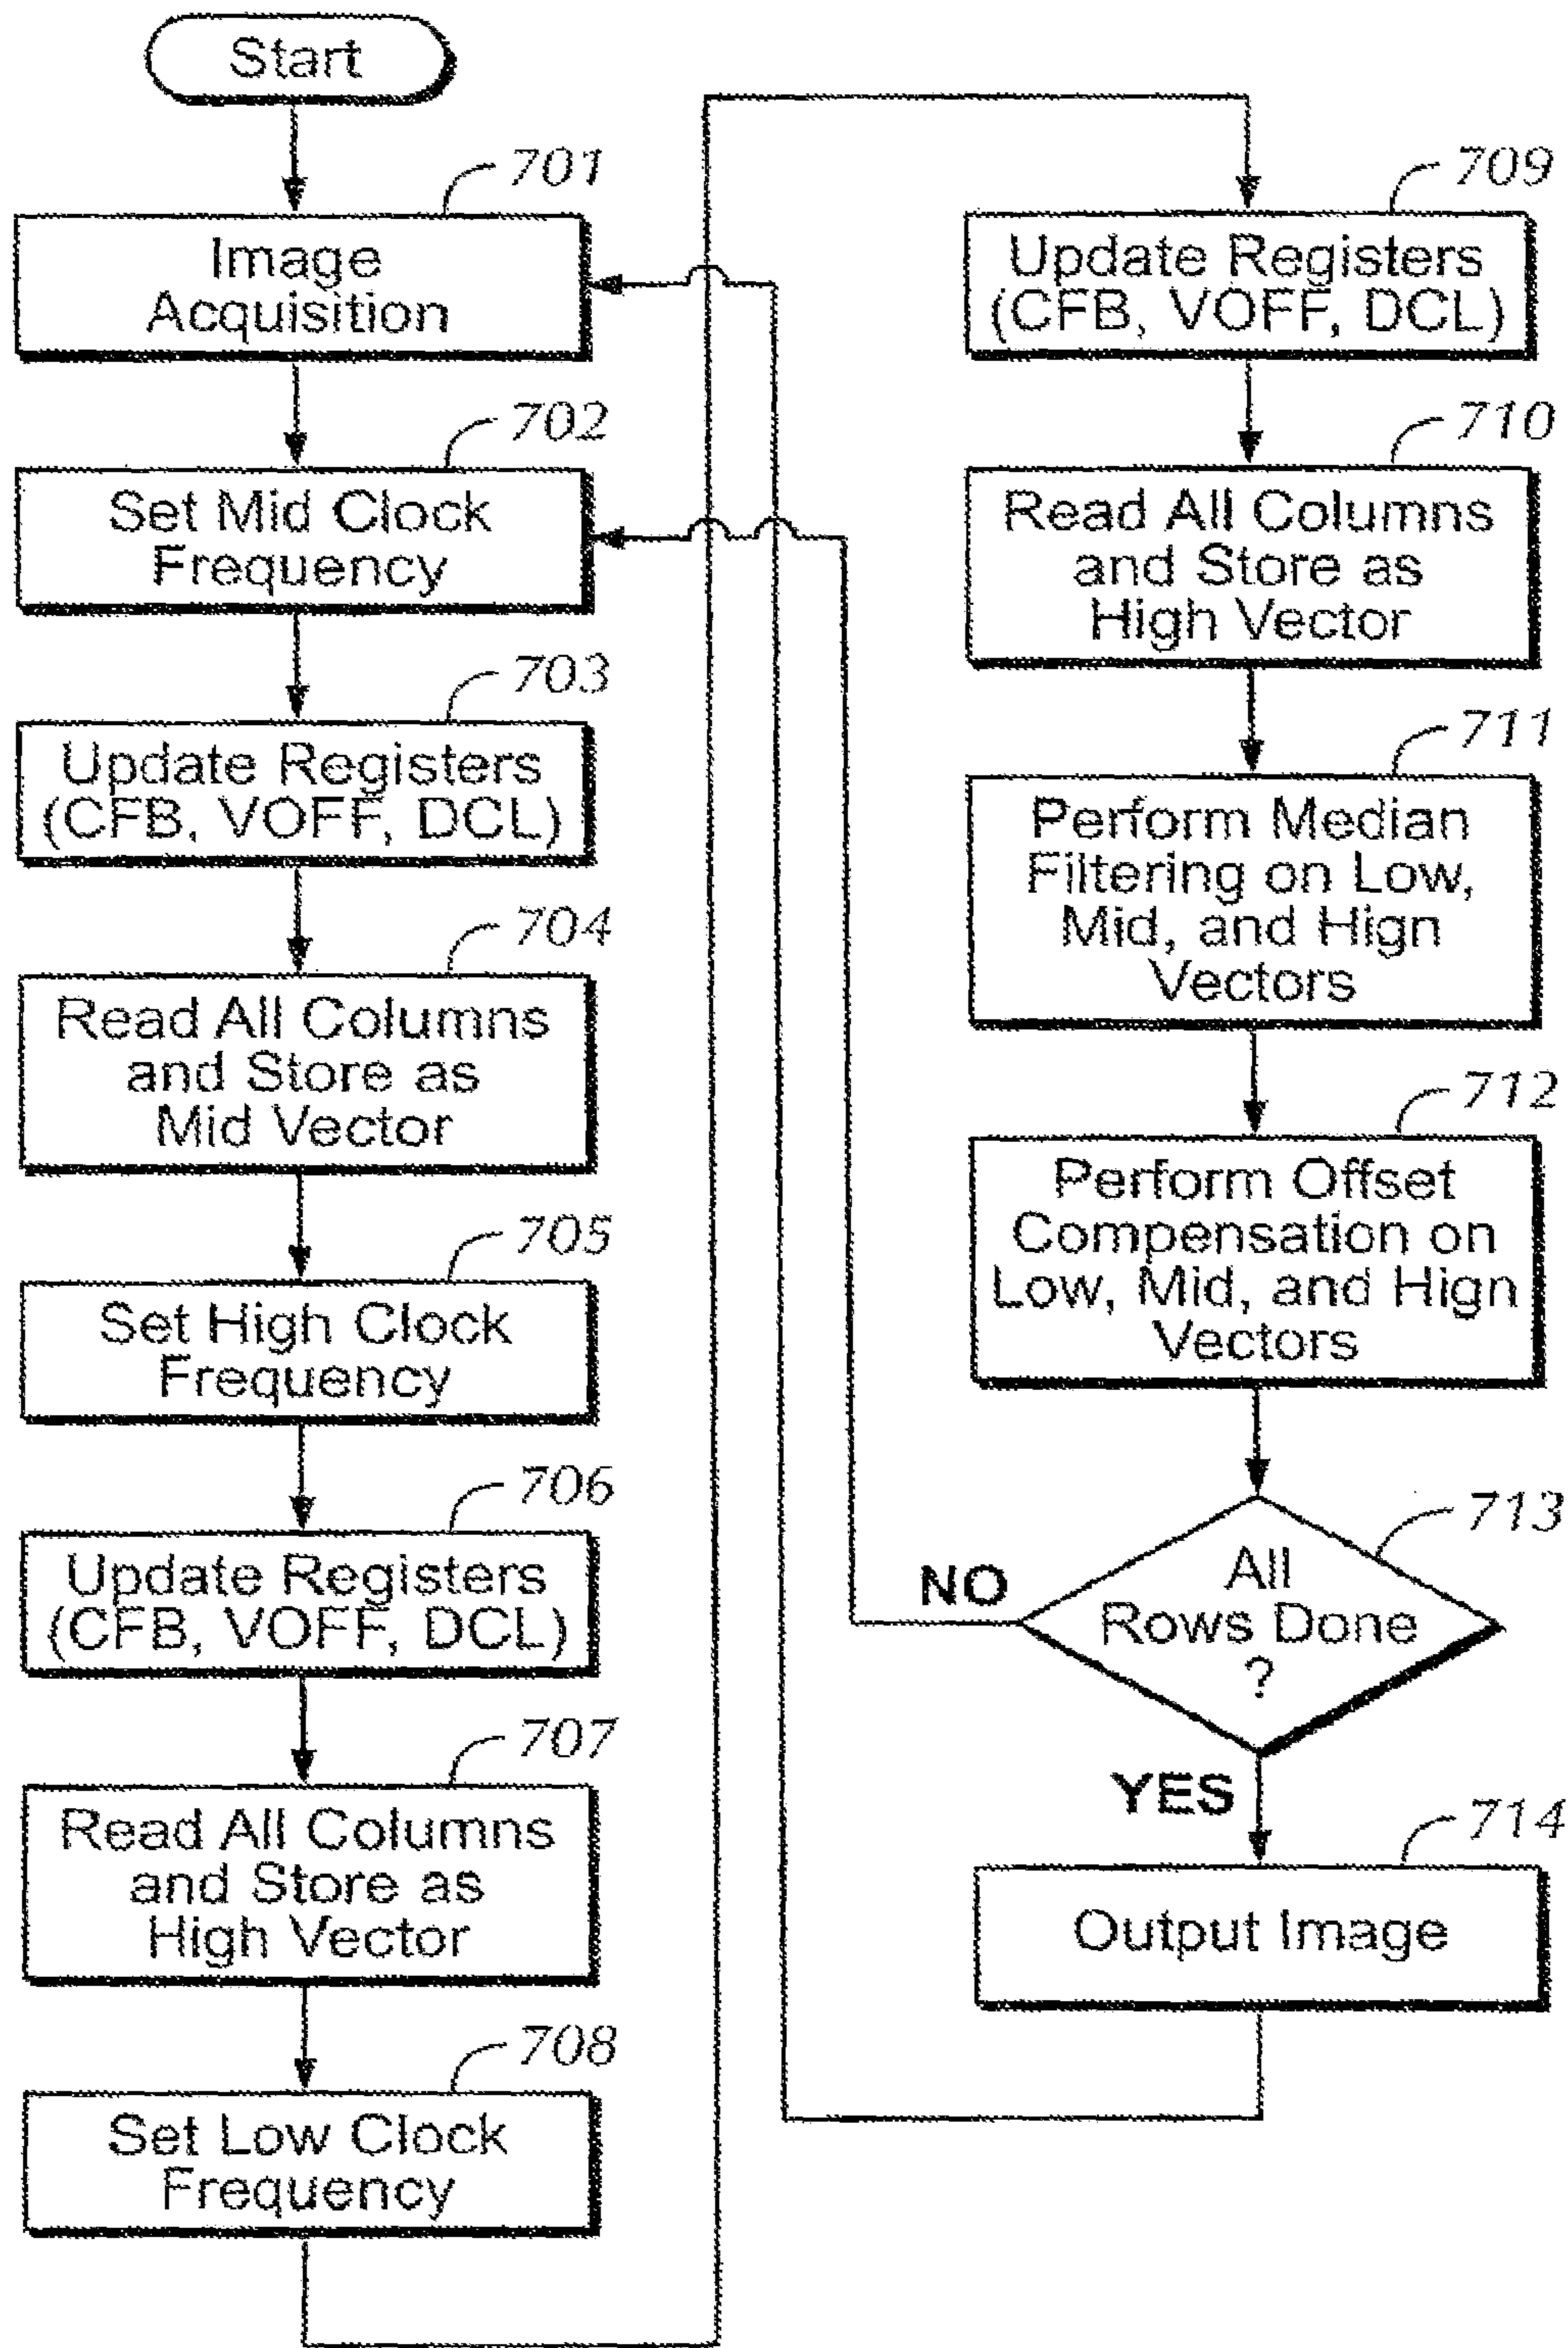 Start
701
Image
Acquisition
702
Set Mid Clock
Frequency
703
Update Registers
(CFB, VOFF, DCL)
704
Read All Columns
and Store as
Mid Vector
705
Set High Clock
Frequency
706
Update Registers
(CFB, VOFF, DCL)
707
Read All Columns
and Store as
High Vector
708
Set Low Clock
Frequency
709
Update Registers
(CFB, VOFF, DCL)
710
Read All Columns
and Store as
High Vector
711
Perform Median
Filtering on Low,
Mid, and Hign
Vectors
712
Perform Offset
Compensation on
Low, Mid, and Hign
Vectors
713
All
Rows Done
?
NO
YES
714
Output Image